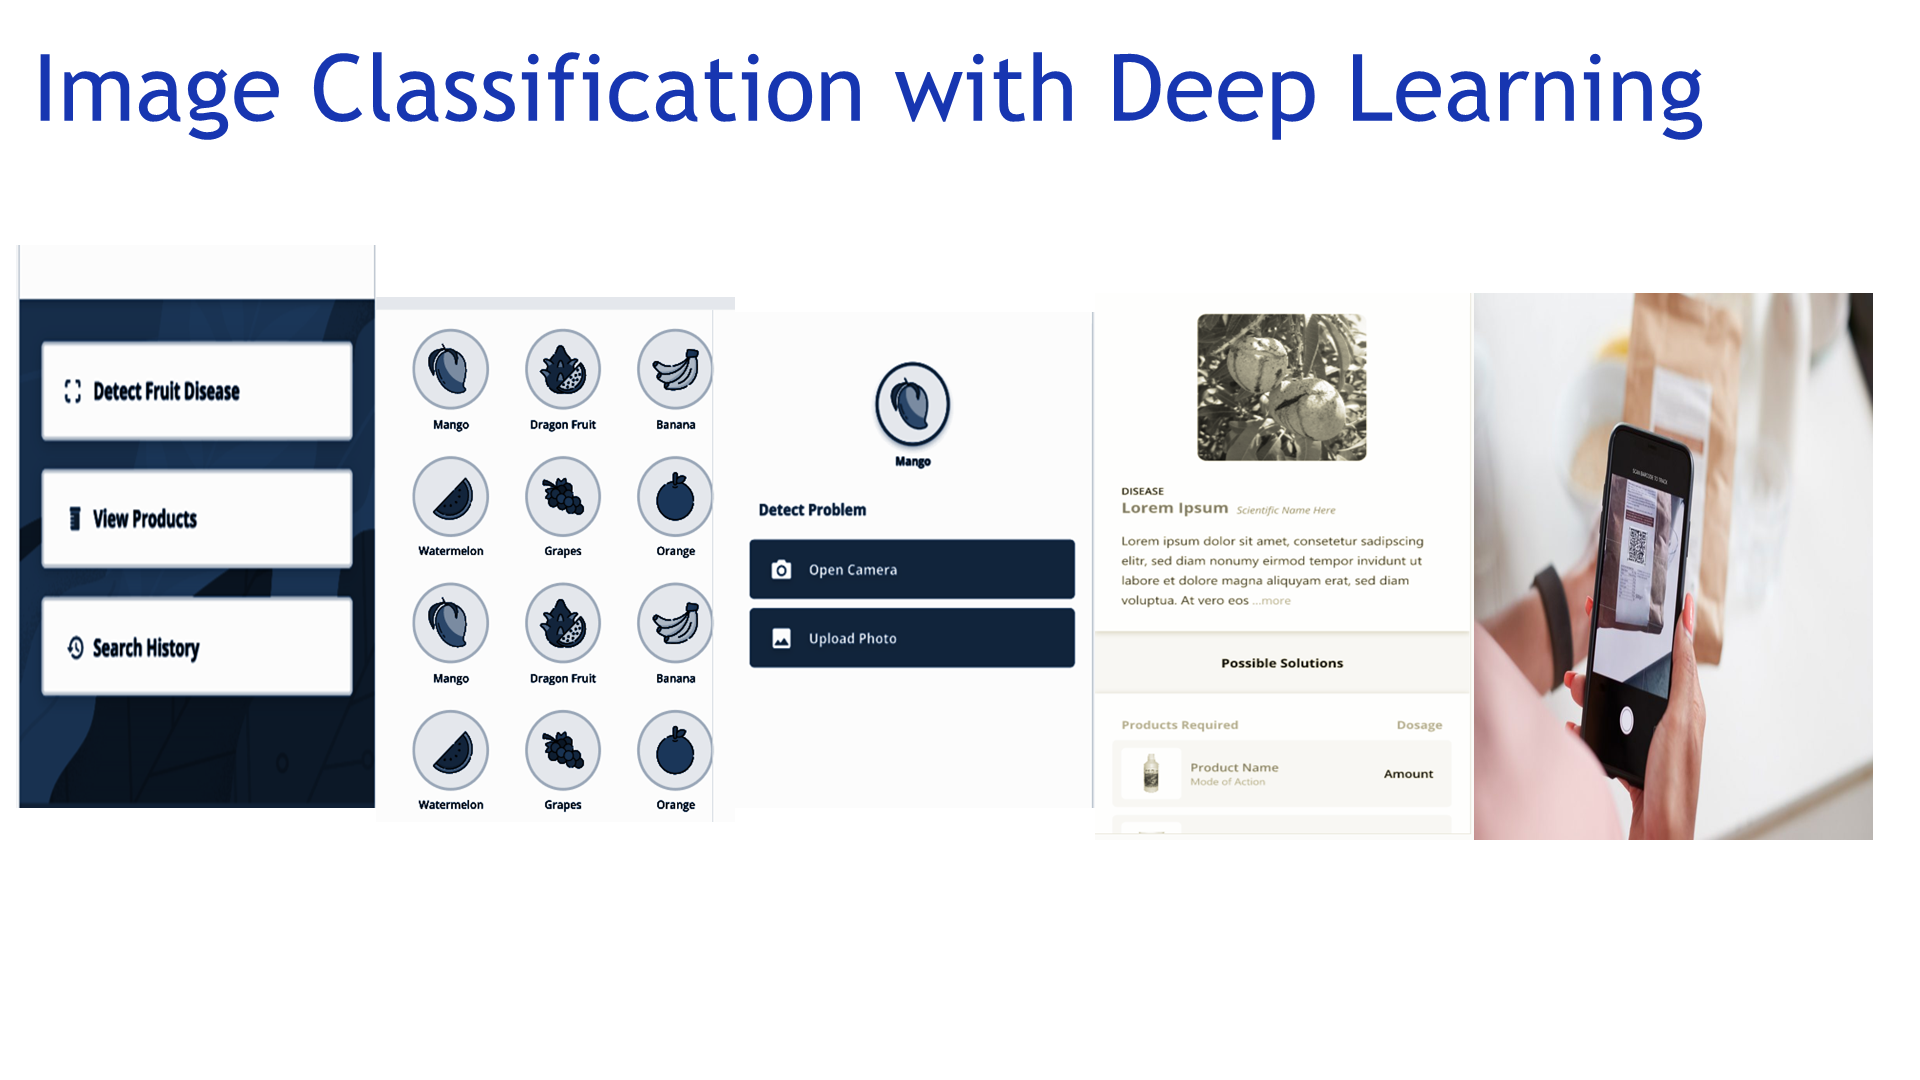 Image Classification with Deep Learning
Detect Fruit Disease
View Products
Search History
Mango
Dragon Fruit
Banana
Watermelon
Grapes
Orange
Mango
Dragon Fruit
Banana
Watermelon
Grapes
Orange
Mango
Detect Problem
Open Camera
Upload Photo
DISEASE
Lorem Ipsum Scientific Name Here
Lorem ipsum dolor sit amet, consetetur sadipscing
elitr, sed diam nonumy eirmod tempor invidunt ut
labore et dolore magna aliquyam erat, sed diam
voluptua. At vero eos ...more
Possible Solutions
Products Required Dosage
Product Name
Mode of Action
Amount